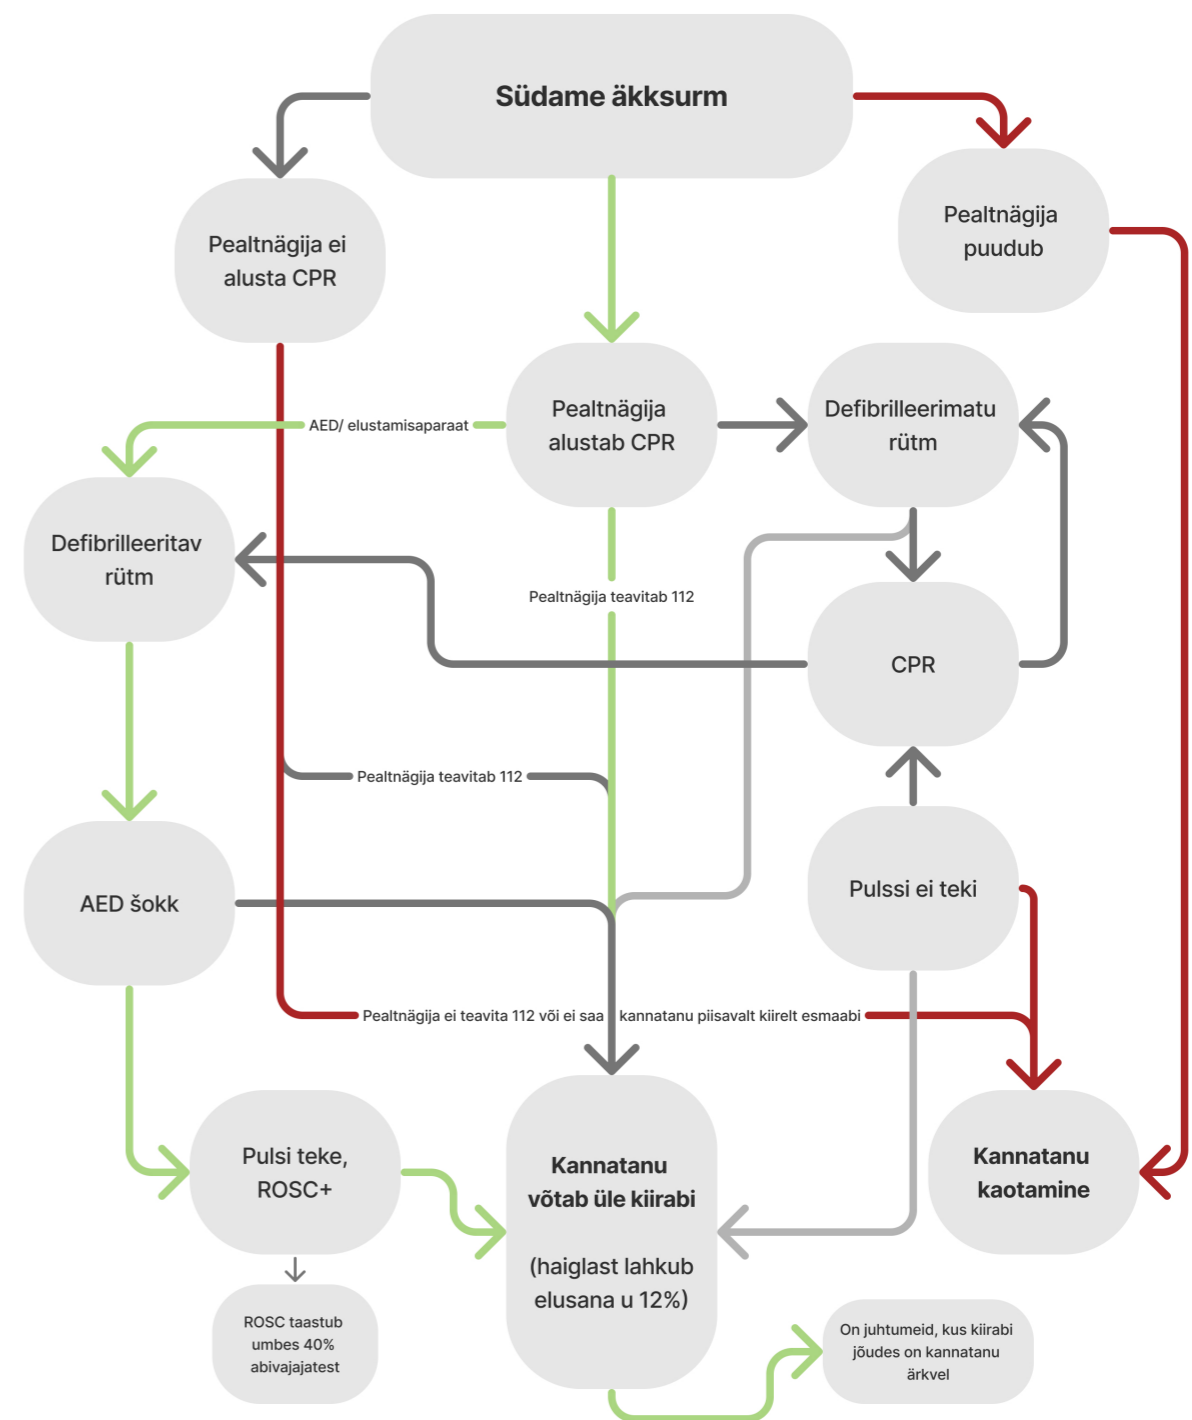 Südame äkksurm
Pealtnägija
puudub
Pealtnägija ei
alusta CPR
Pealtnägija
alustab CPR
Defibrilleerimatu
rütm
AED/ elustamisaparaat
Defibrilleeritav
rütm
Pealtnägija teavitab 112
CPR
Pealtnägija teavitab 112
AED šokk
Pulssi ei teki
Pealtnägija ei teavita 112 või ei saa kannatanu piisavalt kiirelt esmaabi
Pulsi teke,
ROSC+
Kannatanu
võtab üle kiirabi
(haiglast lahkub
elusana u 12%)
Kannatanu
kaotamine
ROSC taastub
umbes 40%
abivajajatest
On juhtumeid, kus kiirabi
jõudes on kannatanu
ärkvel